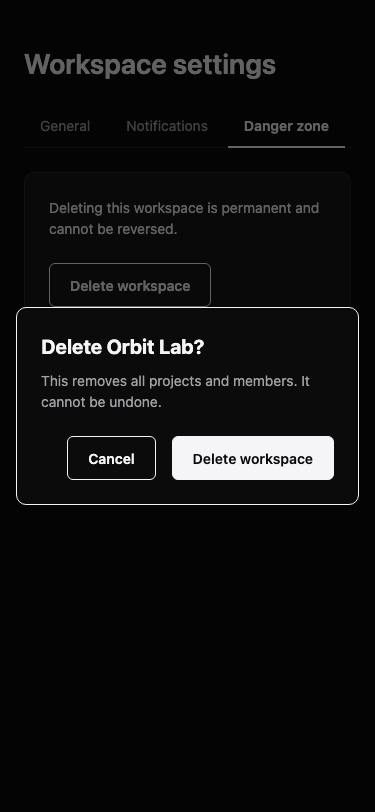 Workspace settings
General
Notifications
Danger zone
Deleting this workspace is permanent and
cannot be reversed.
Delete workspace
Delete Orbit Lab?
This removes all projects and members. It
cannot be undone.
Cancel
Delete workspace